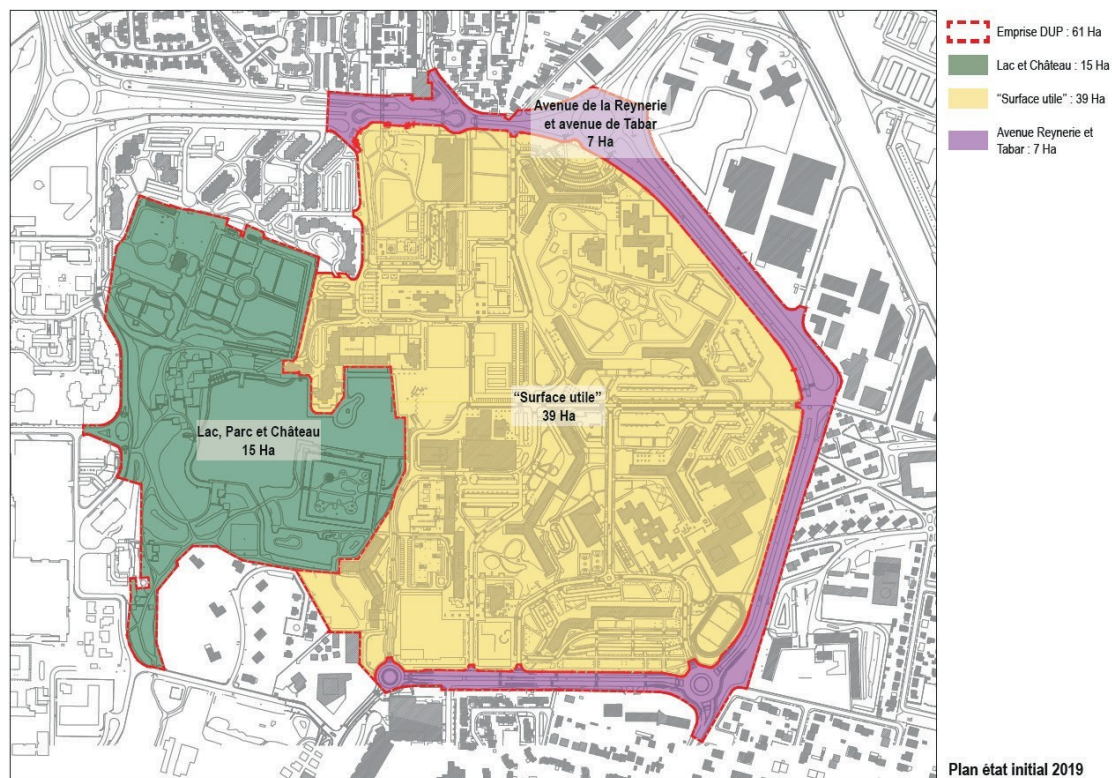 Avenue de la Reynerie
et avenue de Tabar
7 Ha
“Surface utile”
39 Ha
Lac, Parc et Château
15 Ha
Emprise DUP : 61 Ha
Lac et Château : 15 Ha
“Surface utile” : 39 Ha
Avenue Reynerie et
Tabar : 7 Ha
Plan état initial 2019